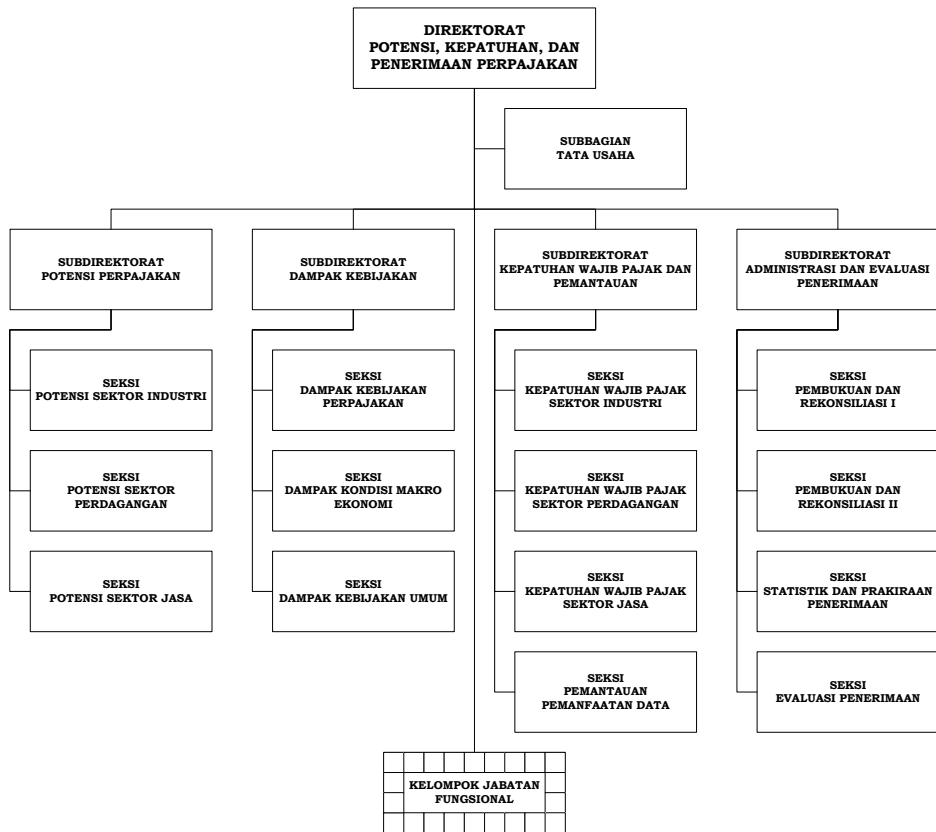 DIREKTORAT
POTENSI, KEPATUHAN, DAN
PENERIMAAN PERPAJAKAN
SUBBAGIAN
TATA USAHA
SUBDIREKTORAT
POTENSI PERPAJAKAN
SUBDIREKTORAT
DAMPAK KEBIJAKAN
SUBDIREKTORAT
KEPATUHAN WAJIB PAJAK DAN
PEMANTAUAN
SUBDIREKTORAT
ADMINISTRASI DAN EVALUASI
PENERIMAAN
SEKSI
POTENSI SEKTOR INDUSTRI
SEKSI
DAMPAK KEBIJAKAN
PERPAJAKAN
SEKSI
KEPATUHAN WAJIB PAJAK
SEKTOR INDUSTRI
SEKSI
PEMBUKUAN DAN
REKONSILIASI I
SEKSI
POTENSI SEKTOR
PERDAGANGAN
SEKSI
DAMPAK KONDISI MAKRO
EKONOMI
SEKSI
KEPATUHAN WAJIB PAJAK
SEKTOR PERDAGANGAN
SEKSI
PEMBUKUAN DAN
REKONSILIASI II
SEKSI
POTENSI SEKTOR JASA
SEKSI
DAMPAK KEBIJAKAN UMUM
SEKSI
KEPATUHAN WAJIB PAJAK
SEKTOR JASA
SEKSI
STATISTIK DAN PRAKIRAAN
PENERIMAAN
SEKSI
PEMANTAUAN
PEMANFAATAN DATA
SEKSI
EVALUASI PENERIMAAN
KELOMPOK JABATAN
FUNGSIONAL